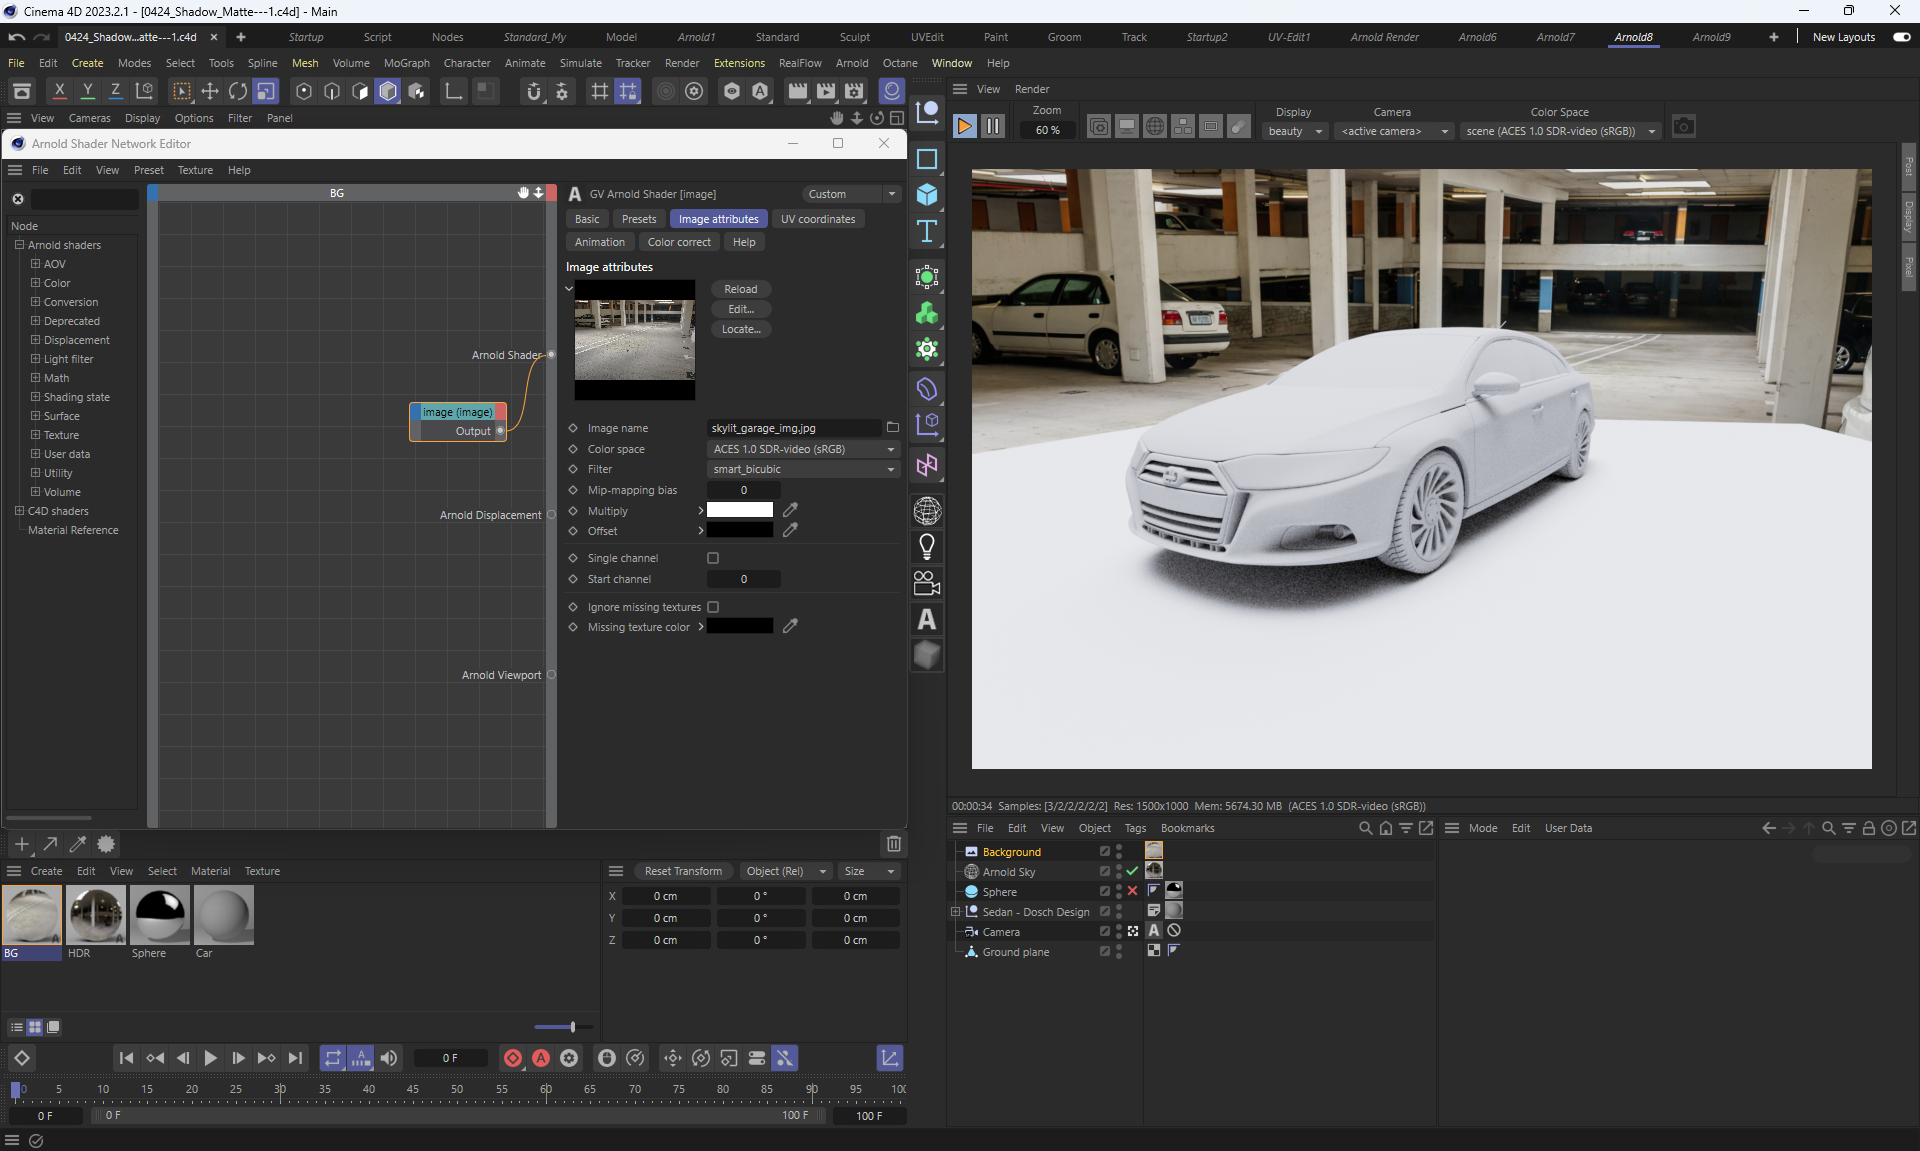 Cinema 4D 2023.2.1 - [0424_Shadow_Matte---1.c4d] - Main
0424_Shadow...atte---1.c4d
Startup
Script
Nodes
Standard_My
Model
Arnold1
Standard
Sculpt
UVEdit
Paint
Groom
Track
Startup2
UV-Edit1
Arnold Render
Arnold6
Arnold7
Arnold8
Arnold9
New Layouts
File Edit Create Modes Select Tools Spline Mesh Volume MoGraph Character Animate Simulate Tracker Render Extensions RealFlow Arnold Octane Window Help
X Y Z
View Cameras Display Options Filter Panel
Arnold Shader Network Editor
File Edit View Preset Texture Help
Node
Arnold shaders
AOV
Color
Conversion
Deprecated
Displacement
Light filter
Math
Shading state
Surface
Texture
User data
Utility
Volume
C4D shaders
Material Reference
BG
Arnold Shader
image (image)
Output
Arnold Displacement
Arnold Viewport
GV Arnold Shader [image]
Custom
Basic Presets Image attributes UV coordinates
Animation Color correct Help
Image attributes
Reload
Edit...
Locate...
Image name skylit_garage_img.jpg
Color space ACES 1.0 SDR-video (sRGB)
Filter smart_bicubic
Mip-mapping bias 0
Multiply
Offset
Single channel
Start channel 0
Ignore missing textures
Missing texture color
View Render
Zoom
60 %
Display
beauty
Camera
<active camera>
Color Space
scene (ACES 1.0 SDR-video (sRGB))
Post
Display
Pixel
00:00:34 Samples: [3/2/2/2/2/2] Res: 1500x1000 Mem: 5674.30 MB (ACES 1.0 SDR-video (sRGB))
File Edit View Object Tags Bookmarks
Background
Arnold Sky
Sphere
Sedan - Dosch Design
Camera
Ground plane
Mode Edit User Data
Create Edit View Select Material Texture
BG
HDR
Sphere
Car
Reset Transform Object (Rel) Size
X 0 cm 0 ° 0 cm
Y 0 cm 0 ° 0 cm
Z 0 cm 0 ° 0 cm
0 F
0 5 10 15 20 25 30 35 40 45 50 55 60 65 70 75 80 85 90 95 100
0 F 0 F 100 F 100 F